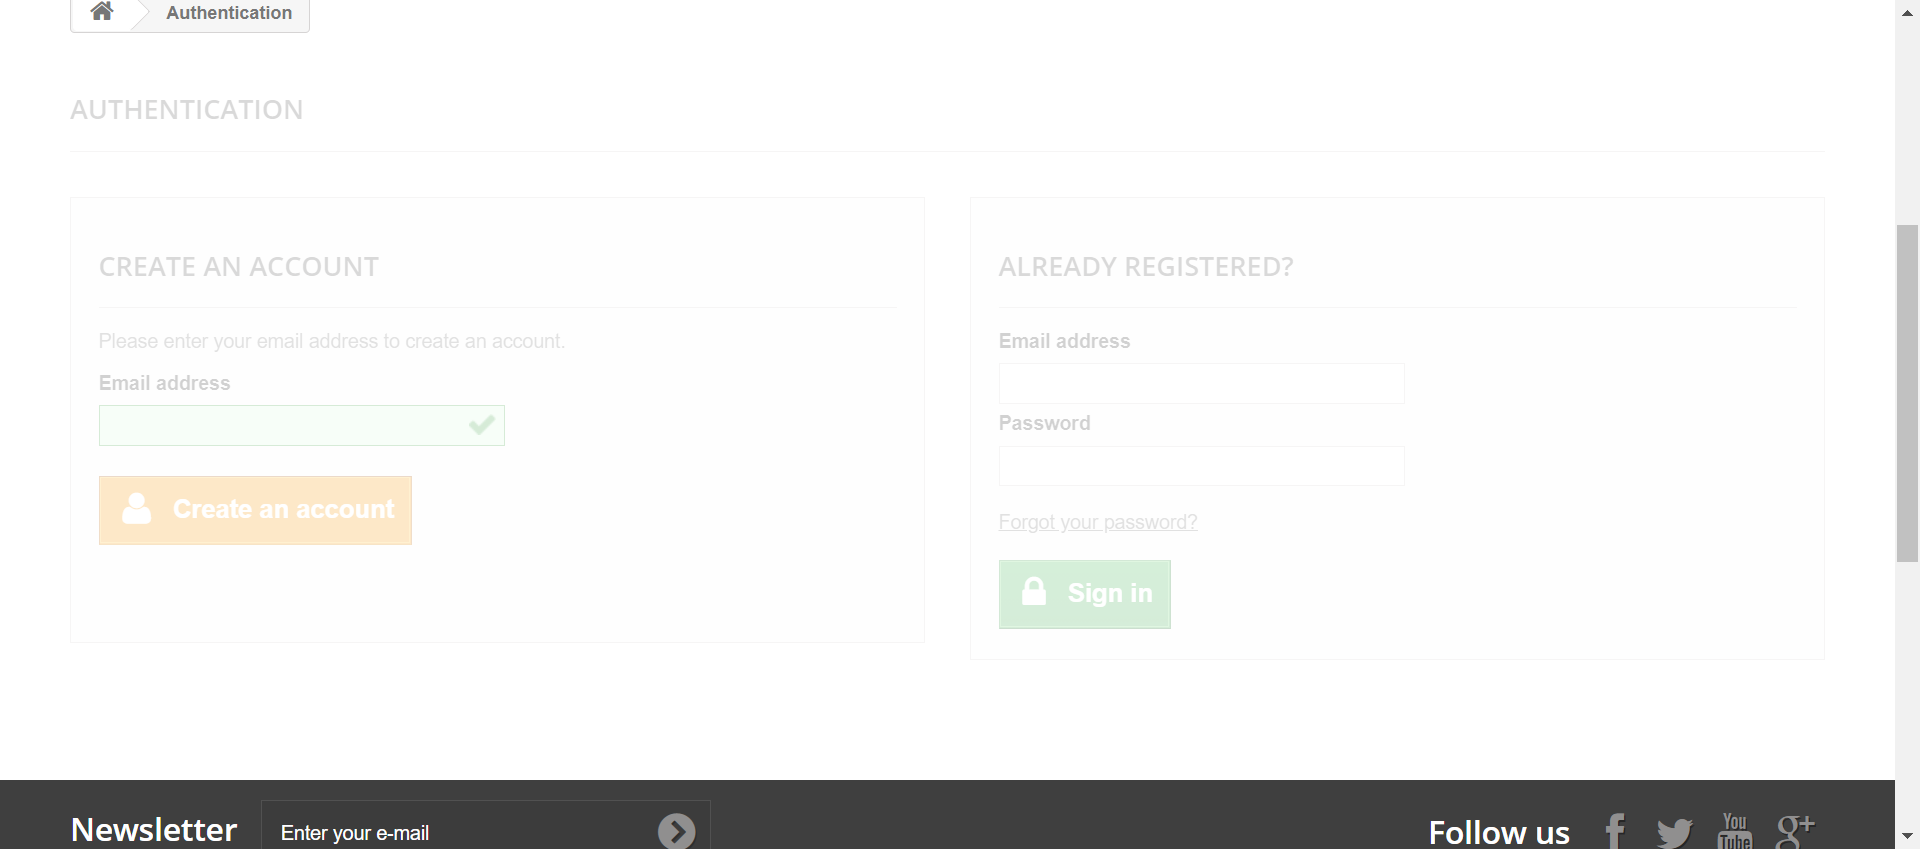 Authentication
AUTHENTICATION
CREATE AN ACCOUNT
Please enter your email address to create an account.
Email address
Create an account
ALREADY REGISTERED?
Email address
Password
Forgot your password?
Sign in
Newsletter
Enter your e-mail
Follow us
You
Tube
g+